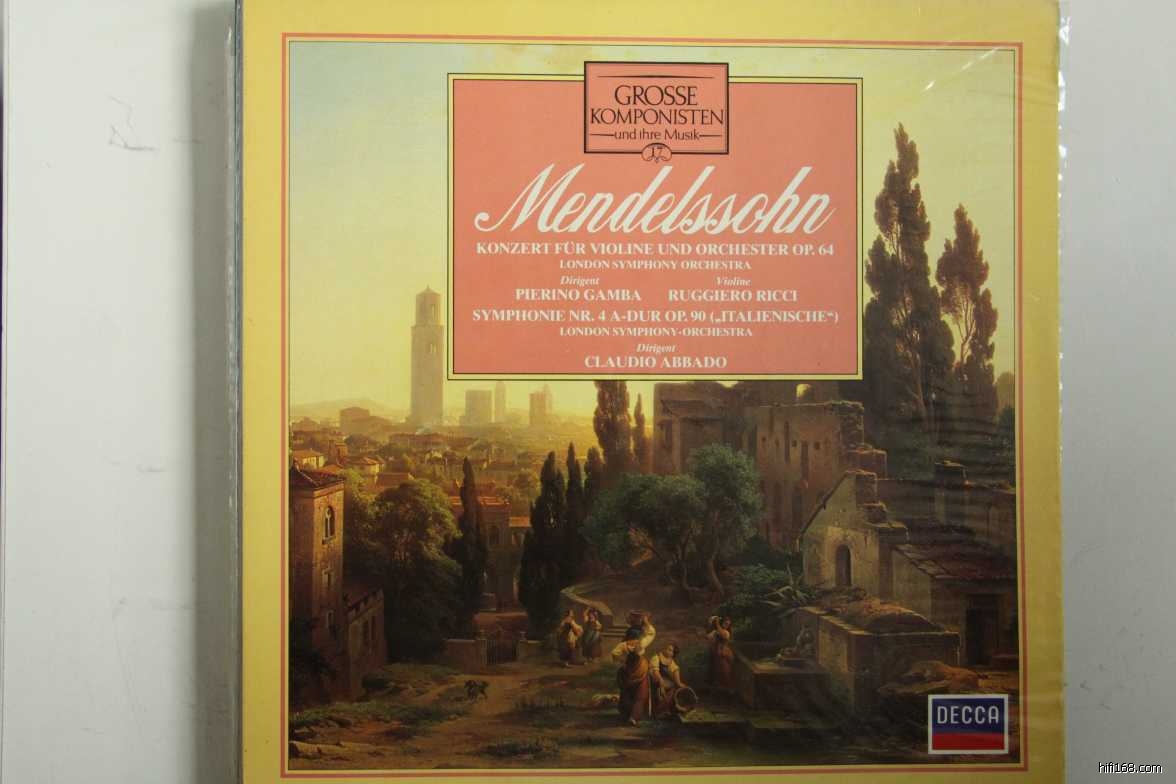 GROSSE
KOMPONISTEN
und ihre Musik
17
Mendelssohn
KONZERT FÜR VIOLINE UND ORCHESTER OP. 64
LONDON SYMPHONY ORCHESTRA
Dirigent Violine
PIERINO GAMBA RUGGIERO RICCI
SYMPHONIE NR. 4 A-DUR OP. 90 („ITALIENISCHE“)
LONDON SYMPHONY-ORCHESTRA
Dirigent
CLAUDIO ABBADO
DECCA
hifi168.com